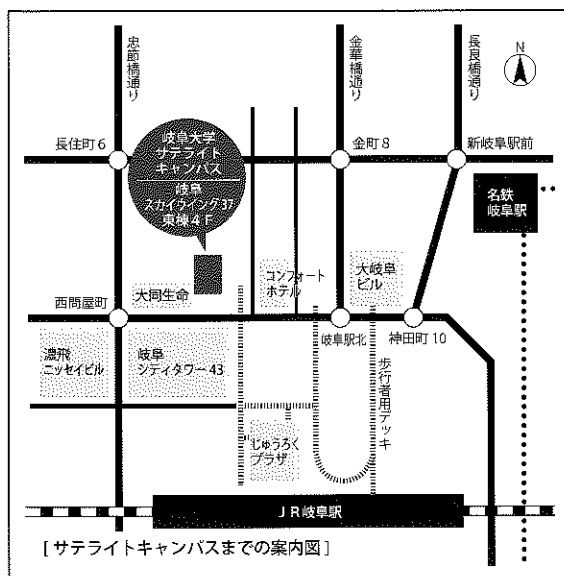 忠節橋通り
金華橋通り
長良橋通り
N
長住町6
岐阜大学
サテライト
キャンパス
岐阜
スカイウイング37
東棟4F
金町8
新岐阜駅前
名鉄
岐阜駅
西問屋町
大同生命
コンフォート
ホテル
大岐阜
ビル
岐阜駅北
神田町10
濃飛
ニッセイビル
岐阜
シティタワー43
歩行者用デッキ
じゅうろく
プラザ
JR岐阜駅
[サテライトキャンパスまでの案内図]